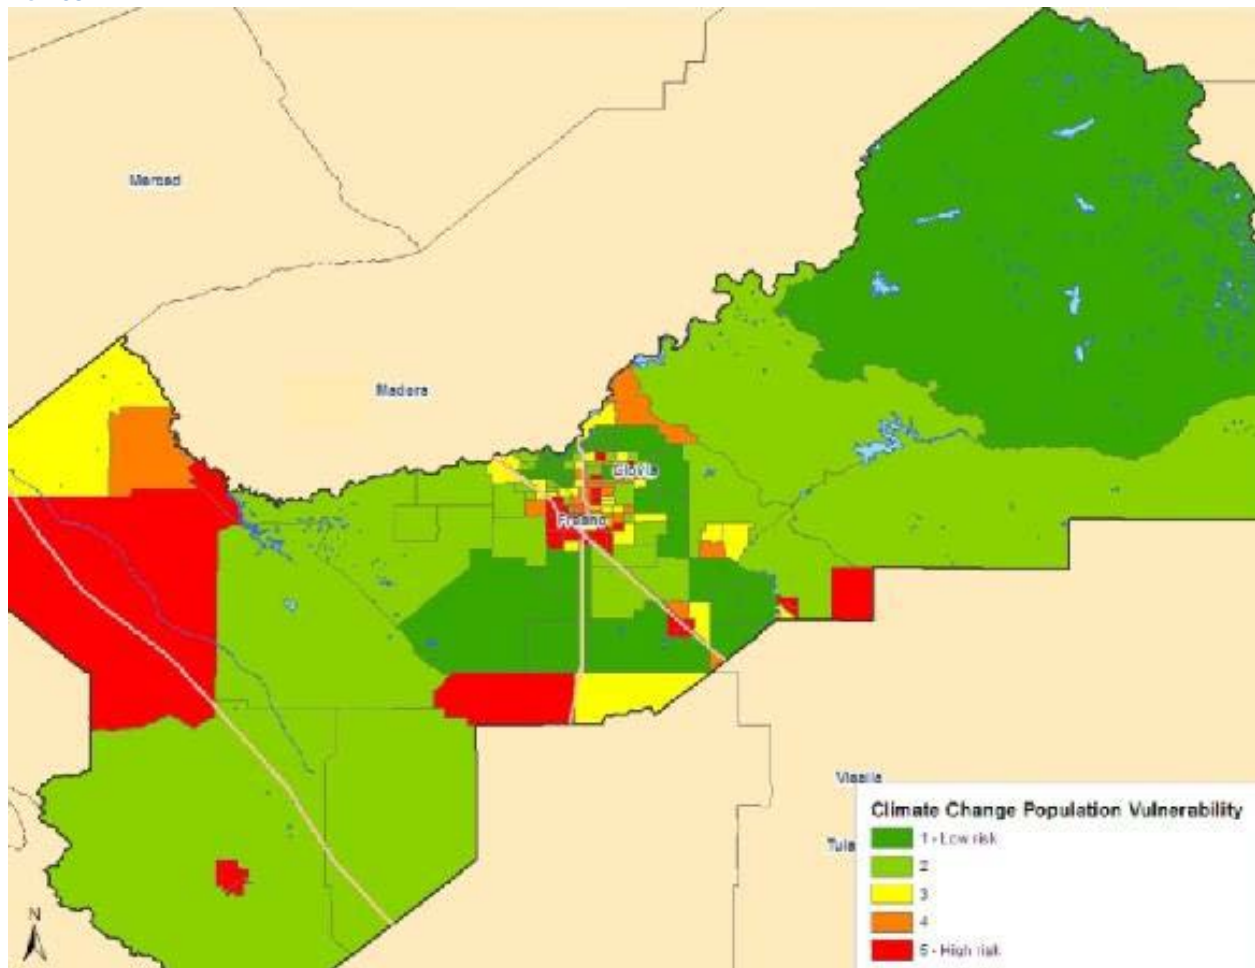 Merced
Madera
Clovis
Fresno
Visalia
Tula
Climate Change Population Vulnerability
1 - Low risk
2
3
4
5 - High risk
N